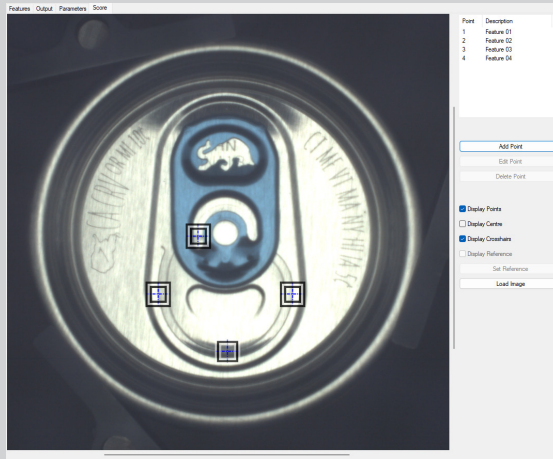 Features Output Parameters Score
Point Description
1 Feature 01
2 Feature 02
3 Feature 03
4 Feature 04
Add Point
Edit Point
Delete Point
Display Points
Display Centre
Display Crosshairs
Display Reference
Set Reference
Load Image